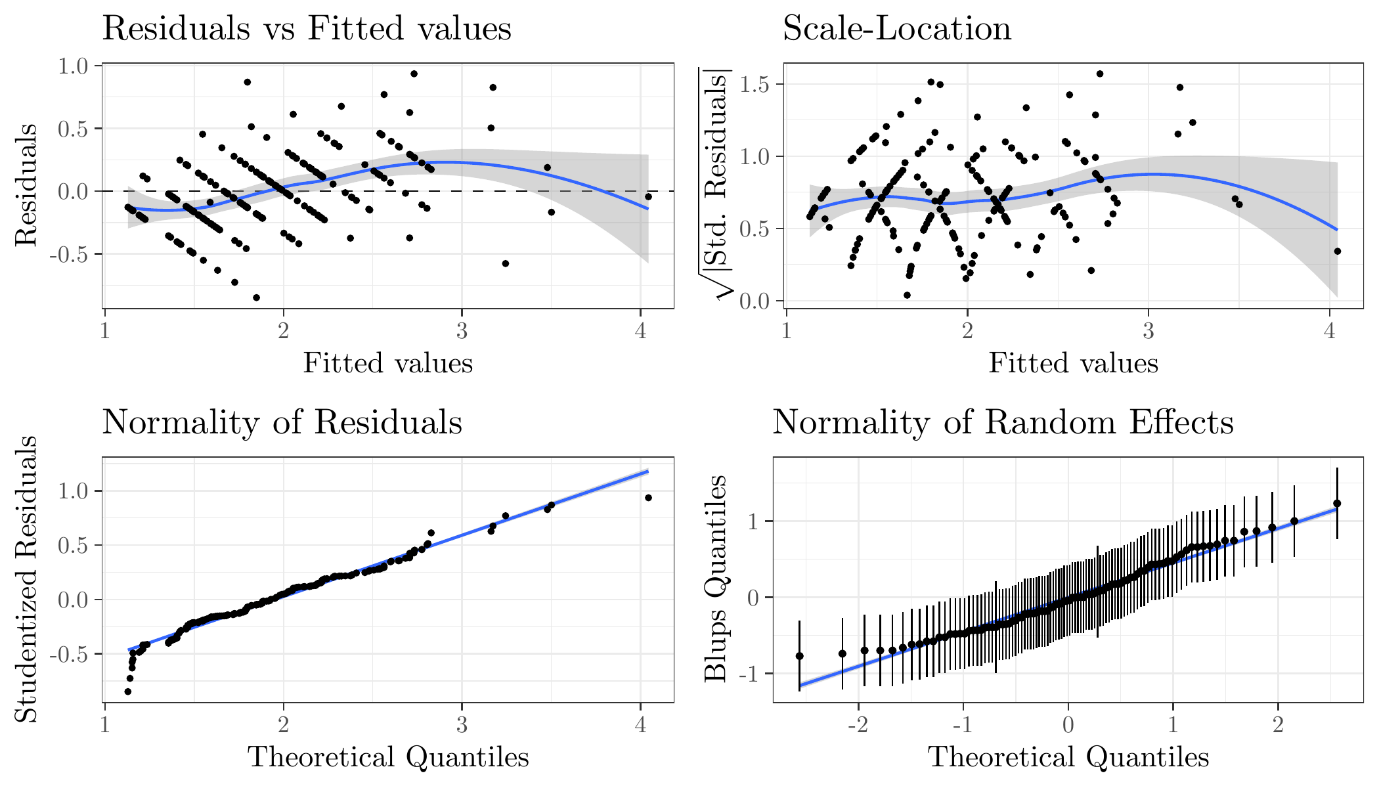 Residuals vs Fitted values
1.0
0.5
0.0
-0.5
Residuals
1
2
3
4
Fitted values
Scale-Location
1.5
1.0
0.5
0.0
√|Std. Residuals|
1
2
3
4
Fitted values
Normality of Residuals
1.0
0.5
0.0
-0.5
Studentized Residuals
1
2
3
4
Theoretical Quantiles
Normality of Random Effects
1
0
-1
Blups Quantiles
-2
-1
0
1
2
Theoretical Quantiles